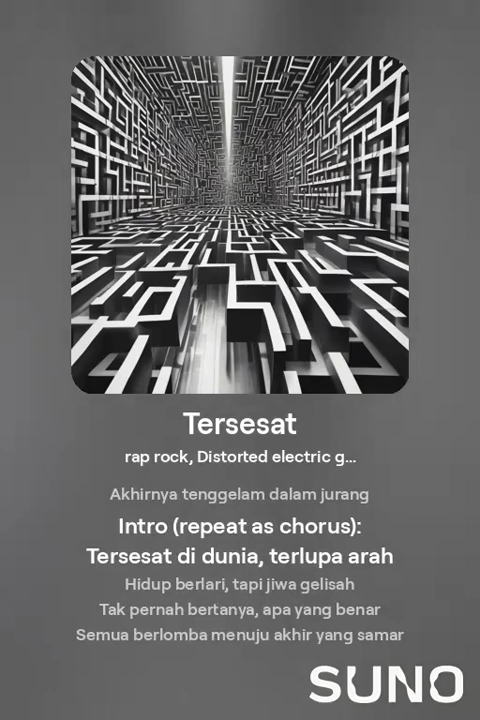 Tersesat
rap rock, Distorted electric g...
Akhirnya tenggelam dalam jurang
Intro (repeat as chorus):
Tersesat di dunia, terlupa arah
Hidup berlari, tapi jiwa gelisah
Tak pernah bertanya, apa yang benar
Semua berlomba menuju akhir yang samar
SUNO